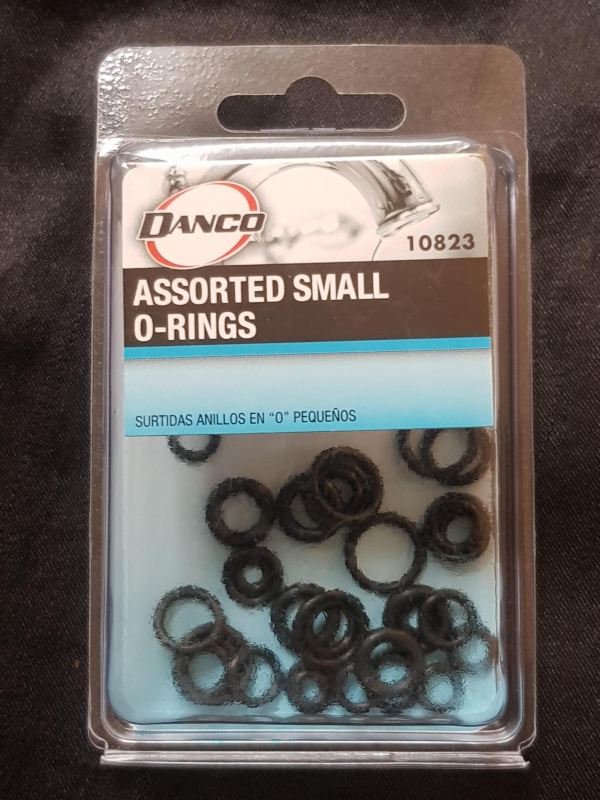 DANCO®
10823
ASSORTED SMALL
O-RINGS
SURTIDAS ANILLOS EN "O" PEQUEÑOS